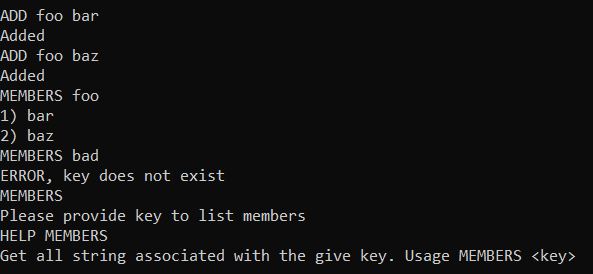 ADD foo bar
Added
ADD foo baz
Added
MEMBERS foo
1) bar
2) baz
MEMBERS bad
ERROR, key does not exist
MEMBERS
Please provide key to list members
HELP MEMBERS
Get all string associated with the give key. Usage MEMBERS <key>